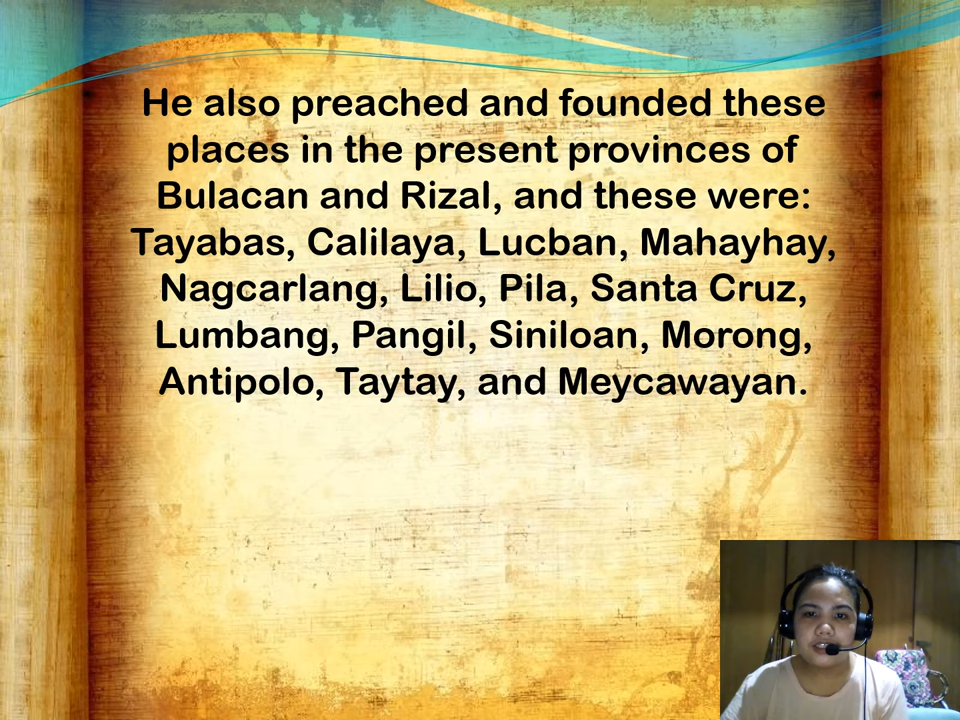 He also preached and founded these
places in the present provinces of
Bulacan and Rizal, and these were:
Tayabas, Calilaya, Lucban, Mahayhay,
Nagcarlang, Lilio, Pila, Santa Cruz,
Lumbang, Pangil, Siniloan, Morong,
Antipolo, Taytay, and Meycawayan.